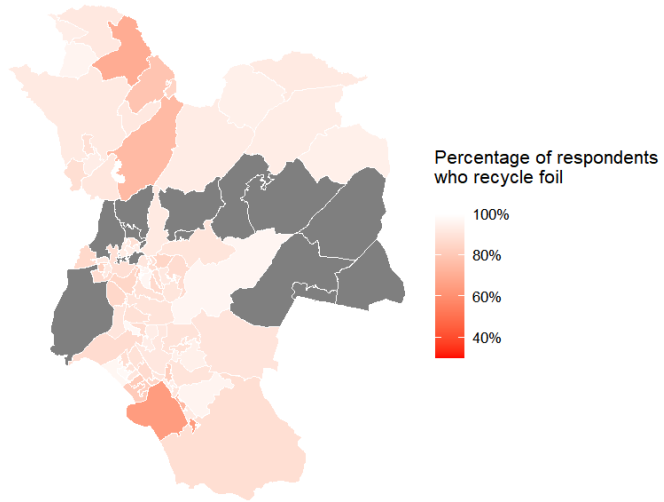 Percentage of respondents
who recycle foil
100%
80%
60%
40%